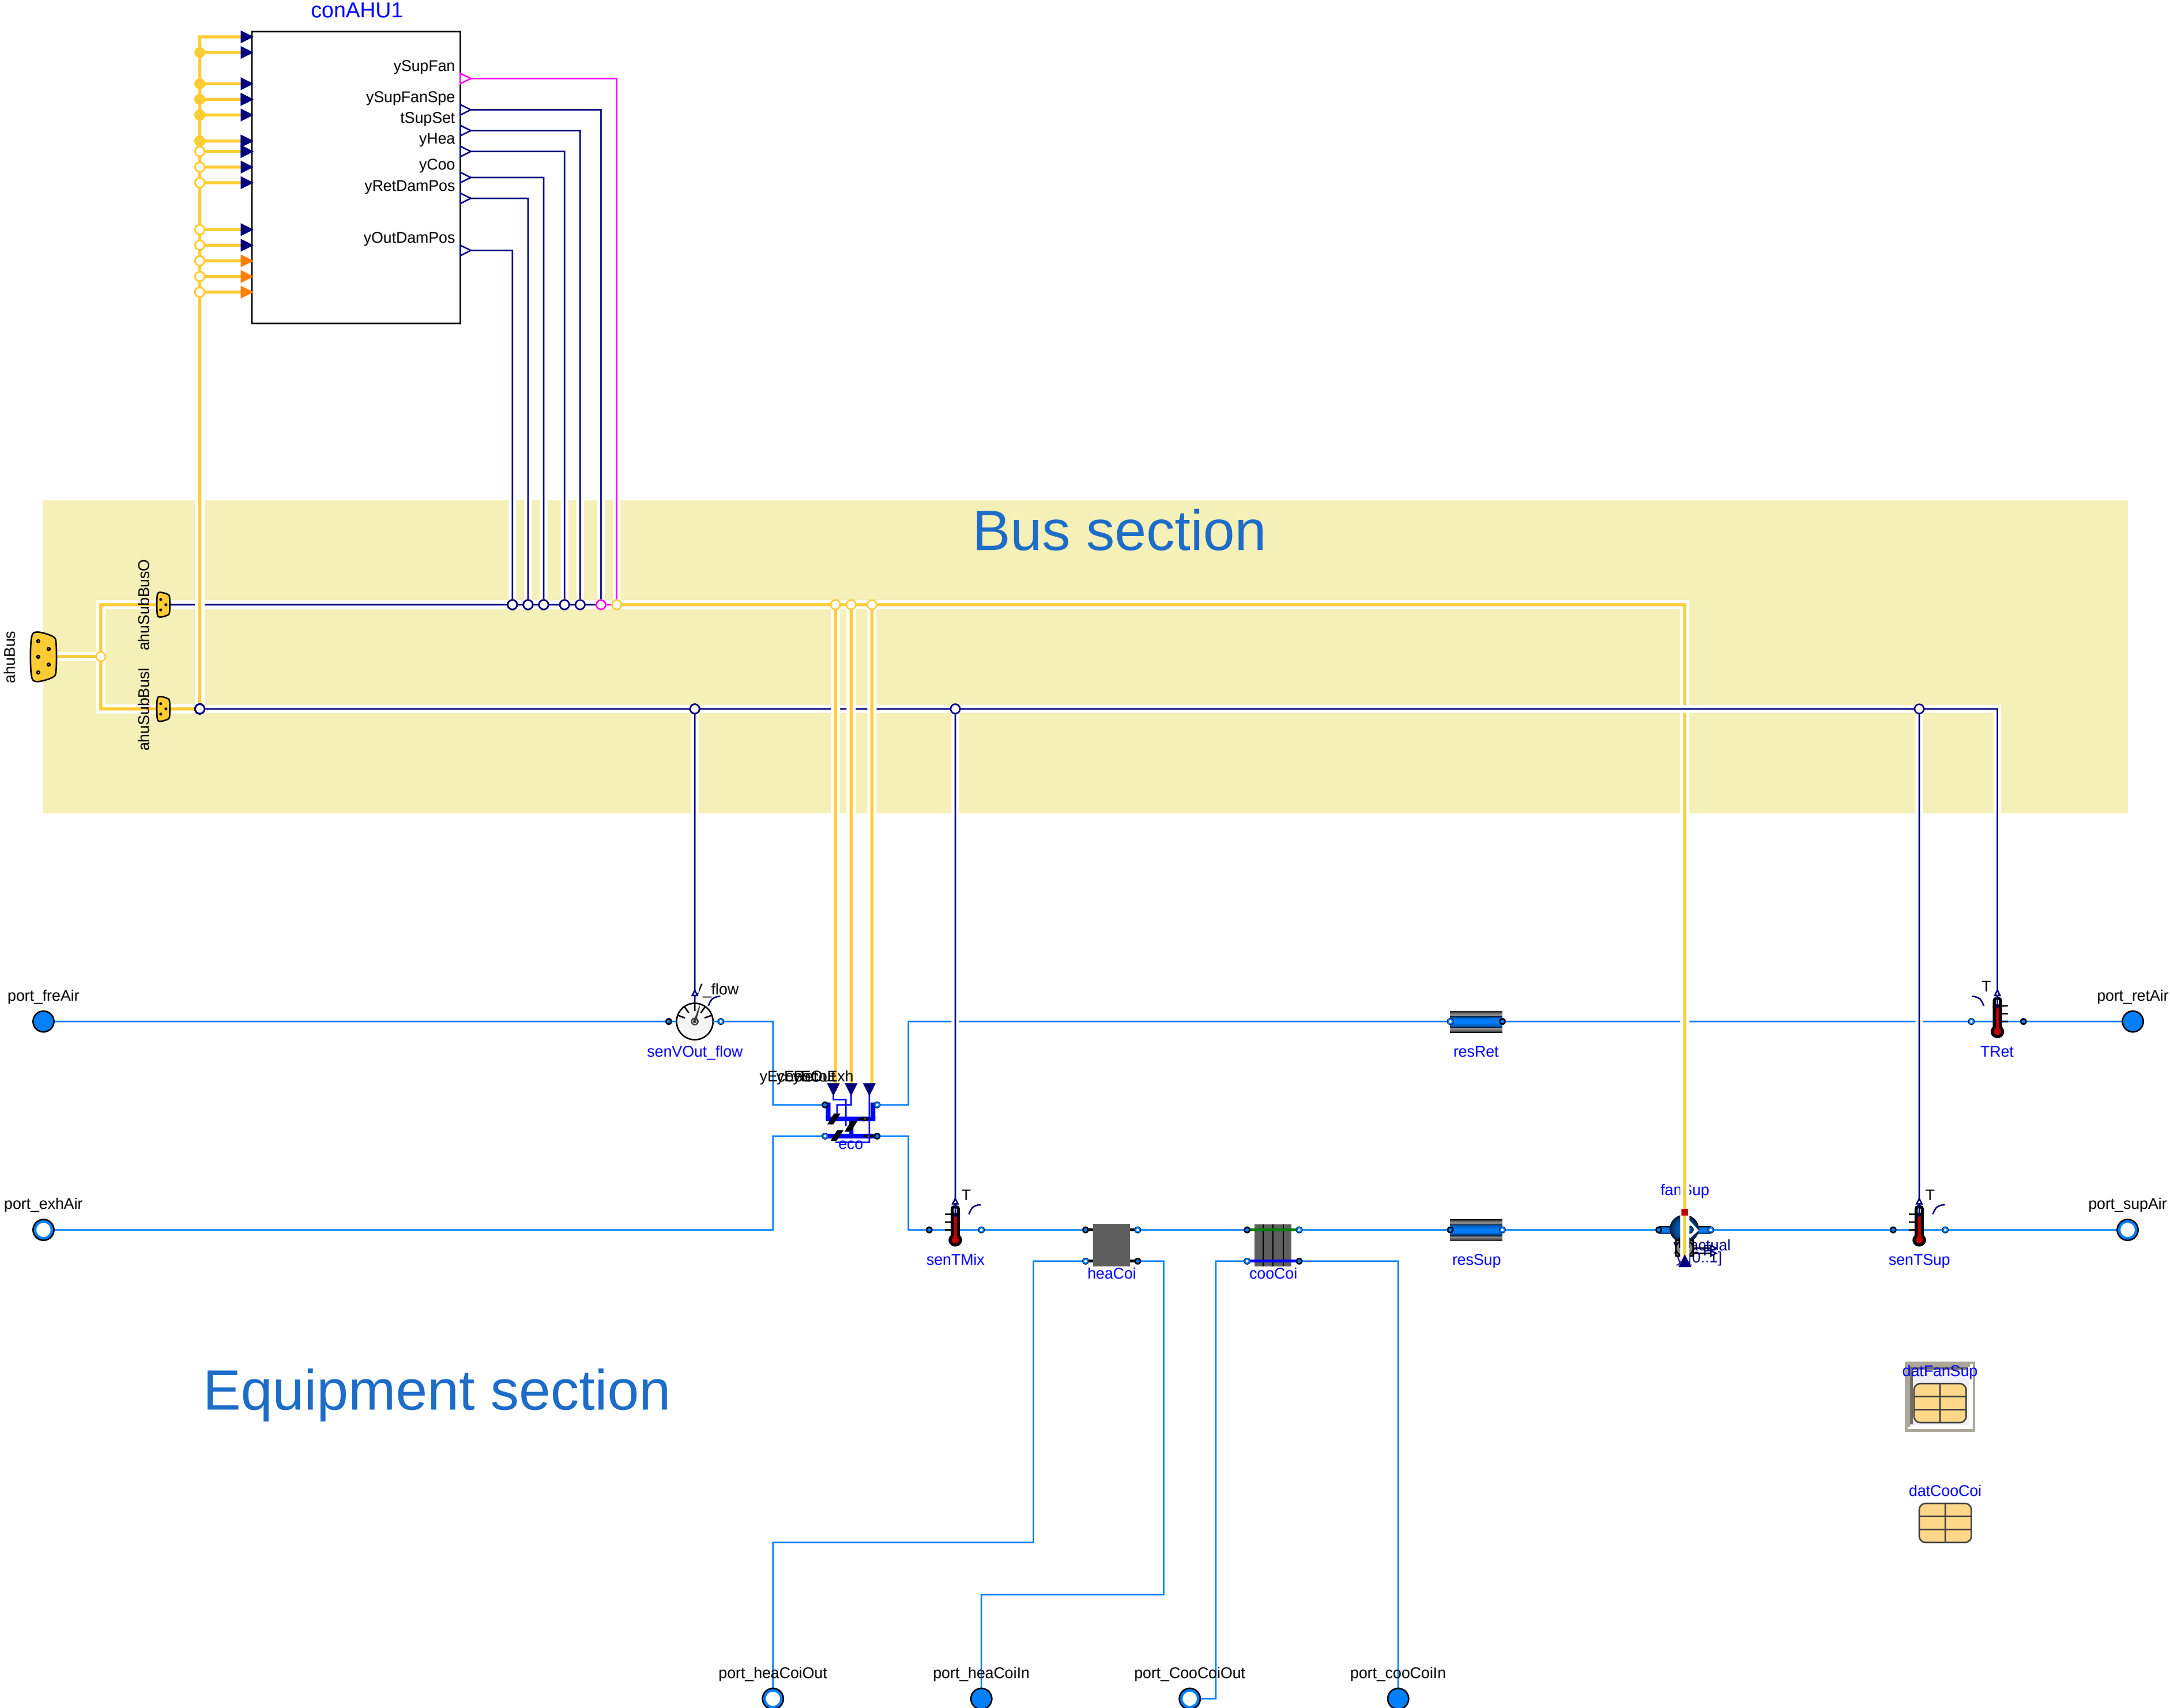 conAHU1
ySupFan
ySupFanSpe
tSupSet
yHea
yCoo
yRetDamPos
yOutDamPos
Bus section
ahuSubBusO
ahuBus
ahuSubBusI
port_freAir
V_flow
senVOut_flow
resRet
T
TRet
port_retAir
eco
port_exhAir
T
senTMix
heaCoi
cooCoi
resSup
fanSup
T
senTSup
port_supAir
Equipment section
datFanSup
datCooCoi
port_heaCoiOut
port_heaCoiIn
port_CooCoiOut
port_cooCoiIn